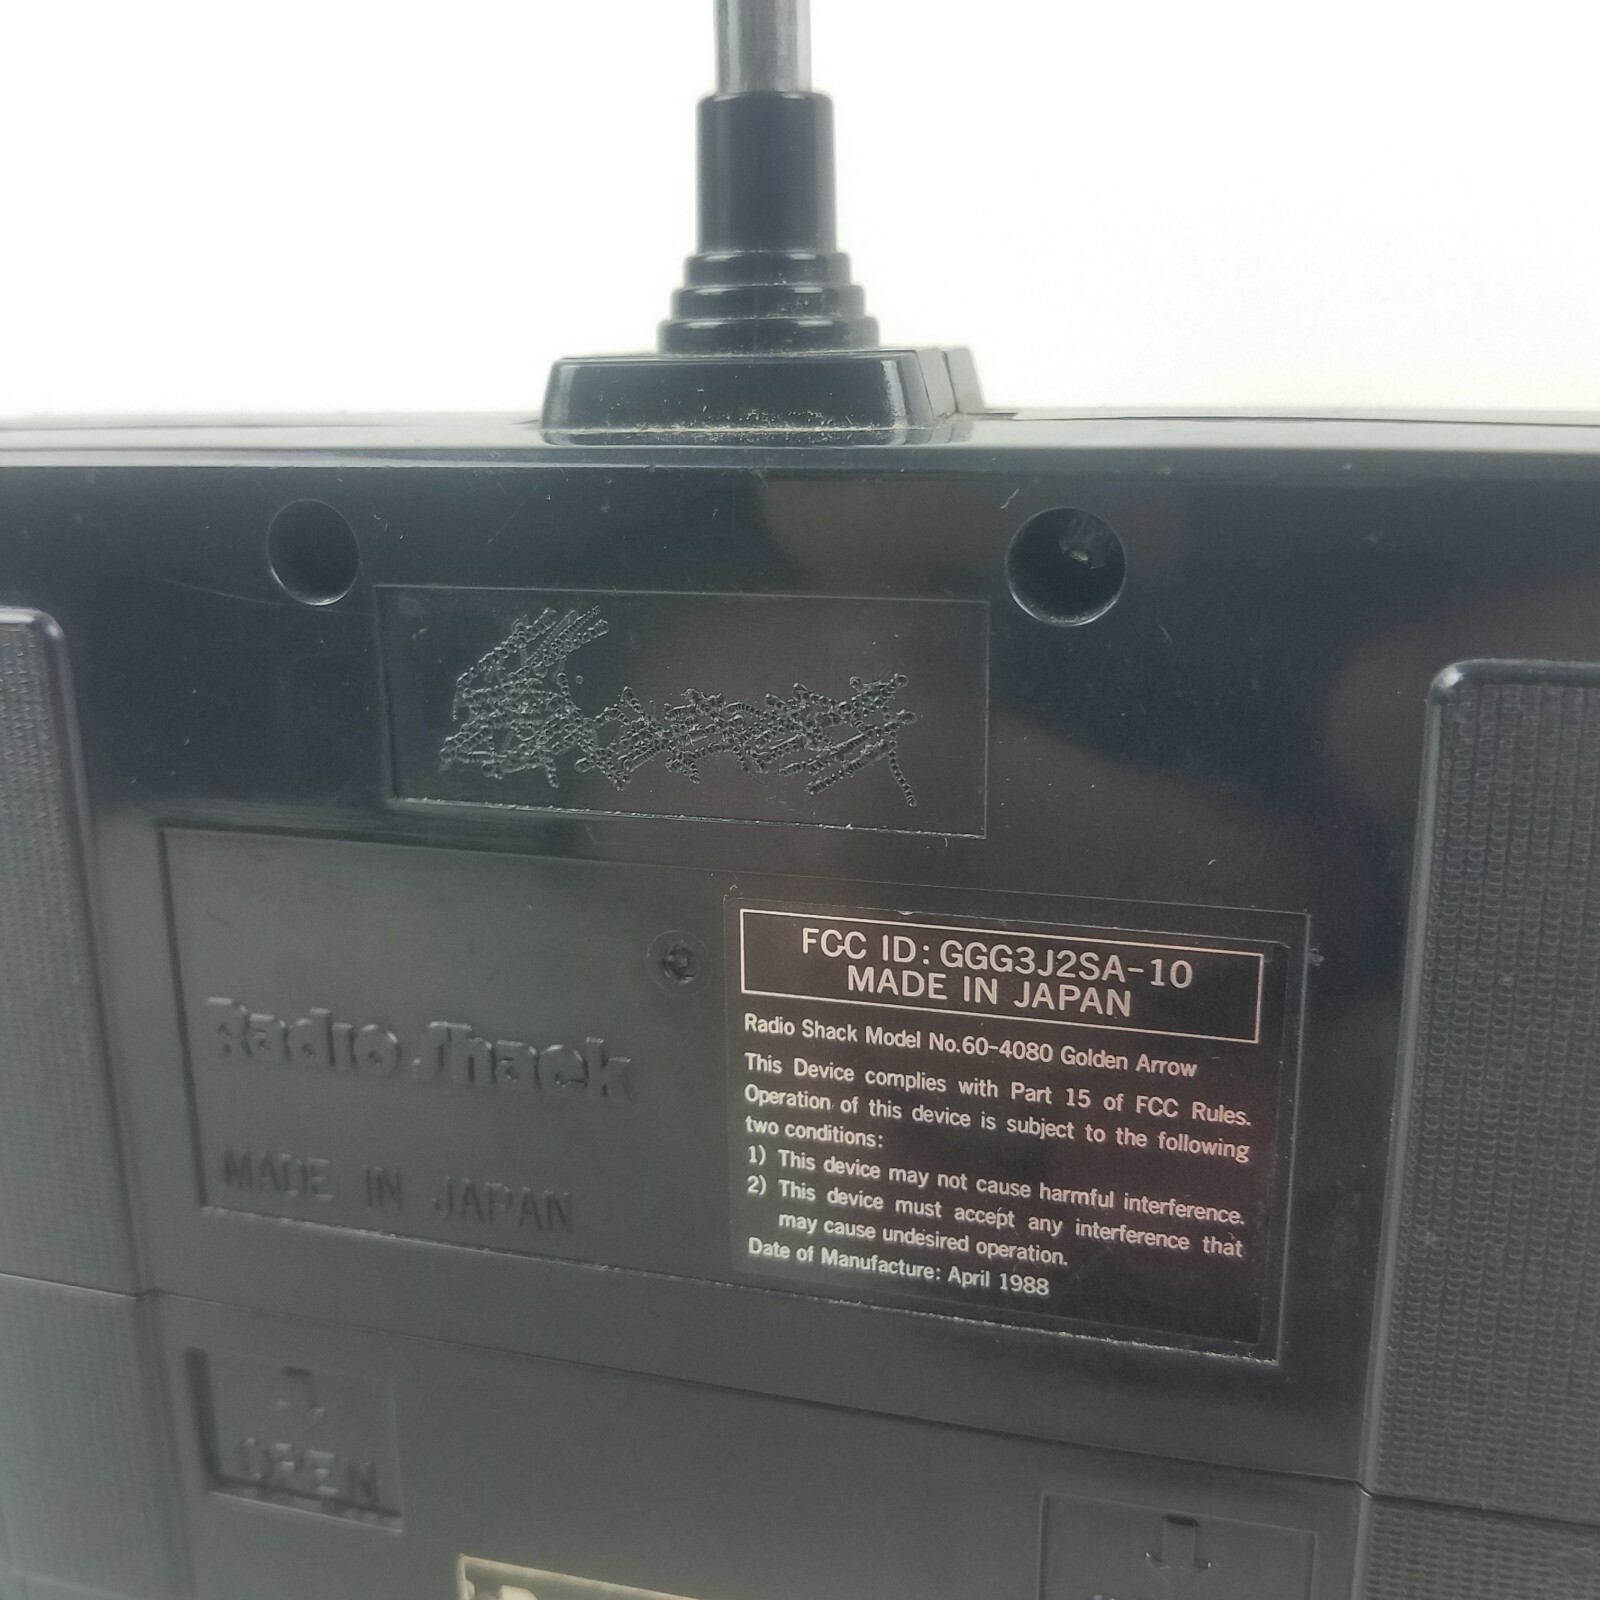 FCC ID: GGG3J2SA-10
MADE IN JAPAN
Radio Shack Model No.60-4080 Golden Arrow
This Device complies with Part 15 of FCC Rules.
Operation of this device is subject to the following
two conditions:
1) This device may not cause harmful interference.
2) This device must accept any interference that
may cause undesired operation.
Date of Manufacture: April 1988
Radio Shack
MADE IN JAPAN
OPEN